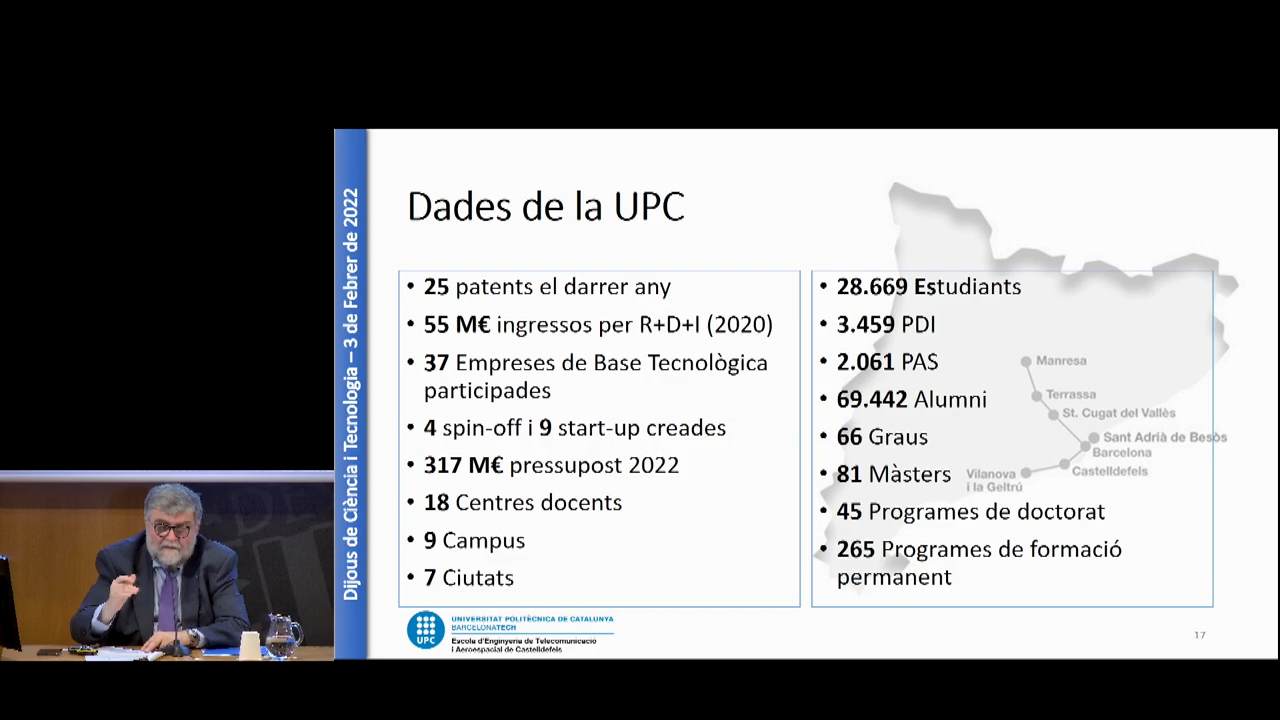 Dijous de Ciència i Tecnologia – 3 de Febrer de 2022
Dades de la UPC
• 25 patents el darrer any
• 55 M€ ingressos per R+D+I (2020)
• 37 Empreses de Base Tecnològica
participades
• 4 spin-off i 9 start-up creades
• 317 M€ pressupost 2022
• 18 Centres docents
• 9 Campus
• 7 Ciutats
• 28.669 Estudiants
• 3.459 PDI
• 2.061 PAS
• 69.442 Alumni
• 66 Graus
• 81 Màsters
• 45 Programes de doctorat
• 265 Programes de formació
permanent
Manresa
Terrassa
St. Cugat del Vallès
Sant Adrià de Besòs
Barcelona
Castelldefels
Vilanova
i la Geltrú
UPC
UNIVERSITAT POLITÈCNICA DE CATALUNYA
BARCELONATECH
Escola d'Enginyeria de Telecomunicació
i Aeroespacial de Castelldefels
17